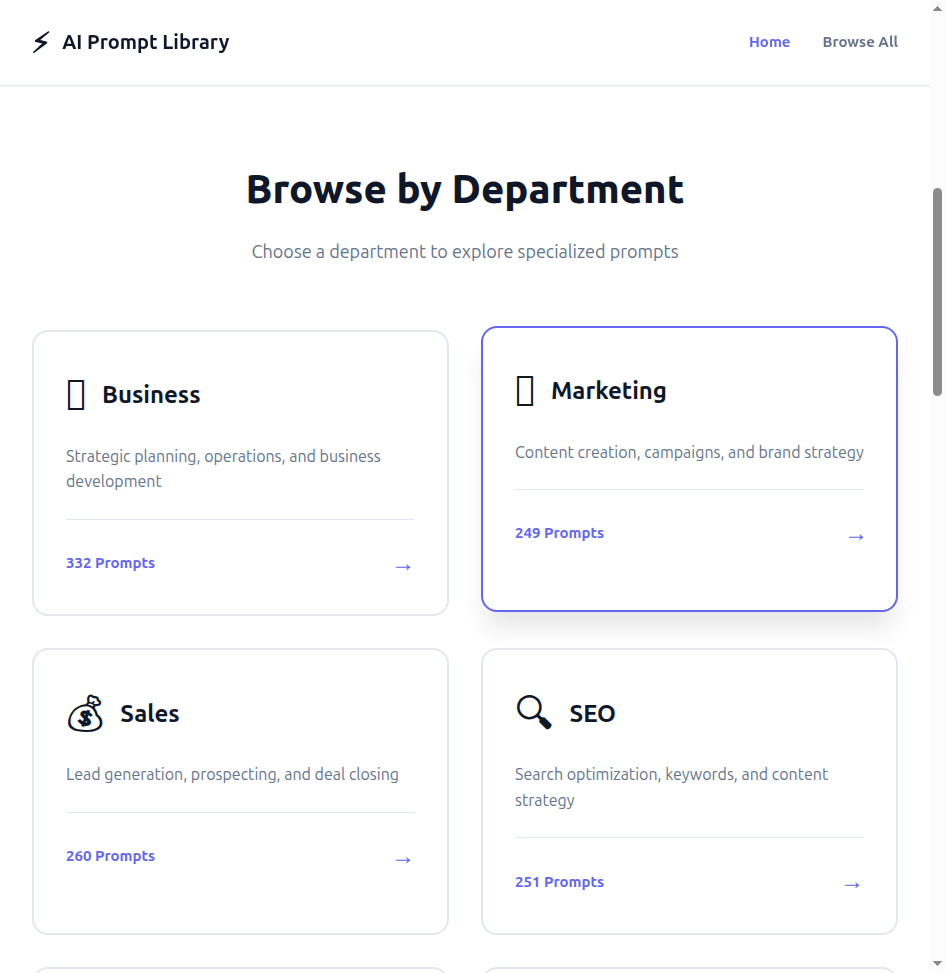 AI Prompt Library
Home
Browse All
Browse by Department
Choose a department to explore specialized prompts
Business
Strategic planning, operations, and business
development
332 Prompts →
Marketing
Content creation, campaigns, and brand strategy
249 Prompts →
Sales
Lead generation, prospecting, and deal closing
260 Prompts →
SEO
Search optimization, keywords, and content
strategy
251 Prompts →